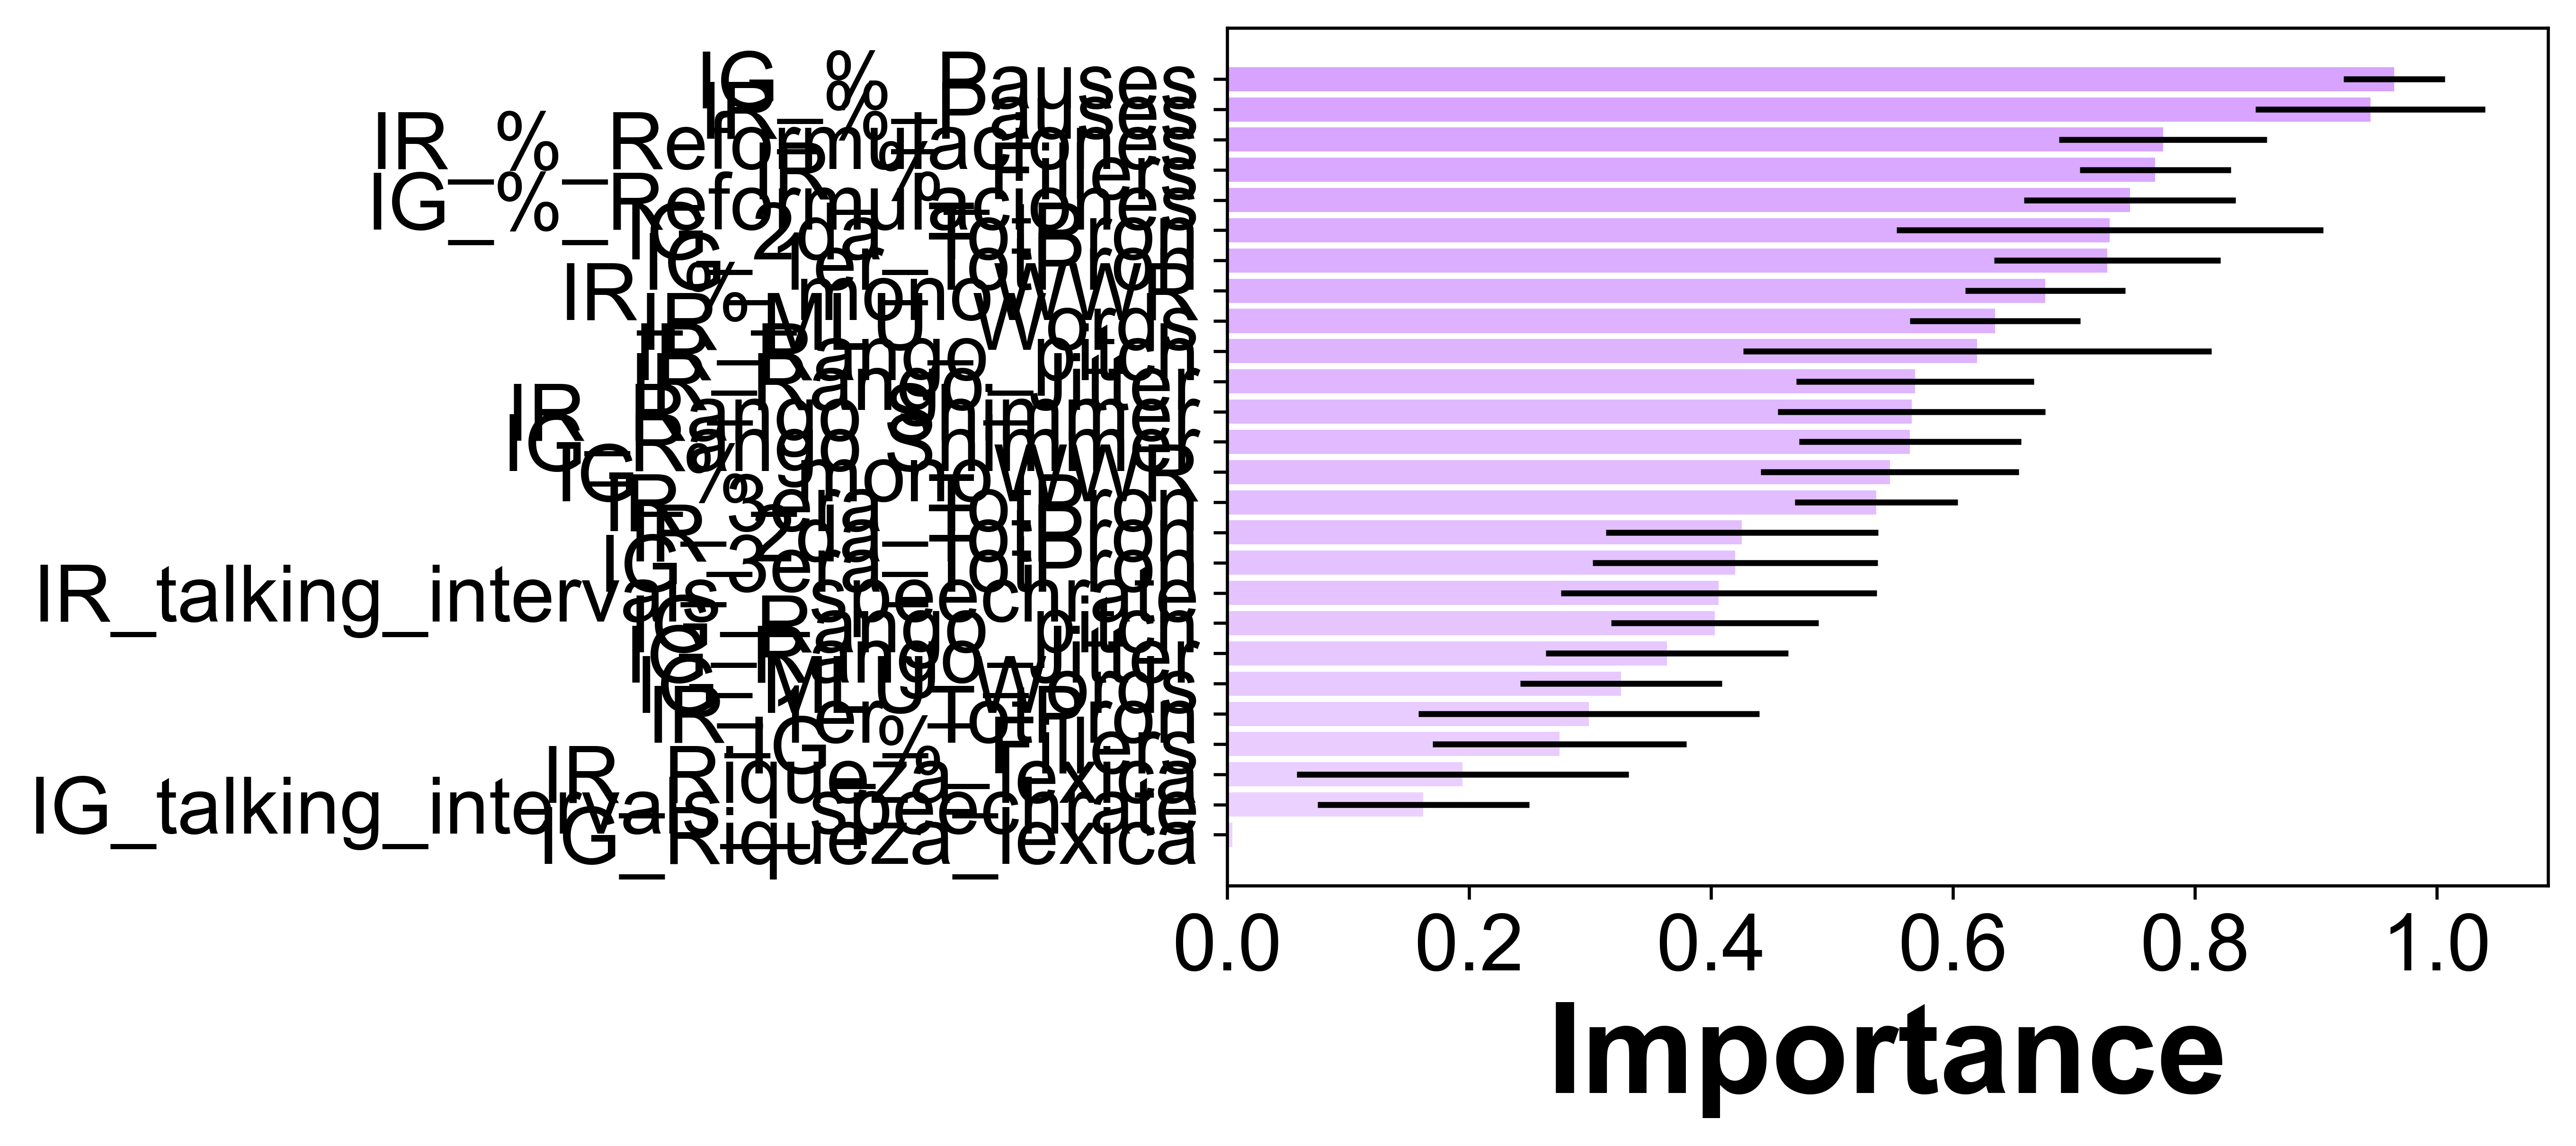 IG_%_Pauses
IR_%_Pauses
IR_%_Reformulaciones
IR_%_Fillers
IG_%_Reformulaciones
IG_2da_TotPron
IG_1er_TotPron
IR_%_mono_WWR
IR_MLU_Words
IR_Rango_pitch
IR_Rango_Jitter
IR_Rango_Shimmer
IG_Rango_Shimmer
IG_%_mono_WWR
IR_3era_TotPron
IR_2da_TotPron
IG_3era_TotPron
IR_talking_intervals_speechrate
IG_Rango_pitch
IG_Rango_Jitter
IG_MLU_Words
IR_1er_TotPron
IG_%_Fillers
IR_Riqueza_lexica
IG_talking_intervals_speechrate
IG_Riqueza_lexica
0.0 0.2 0.4 0.6 0.8 1.0
Importance